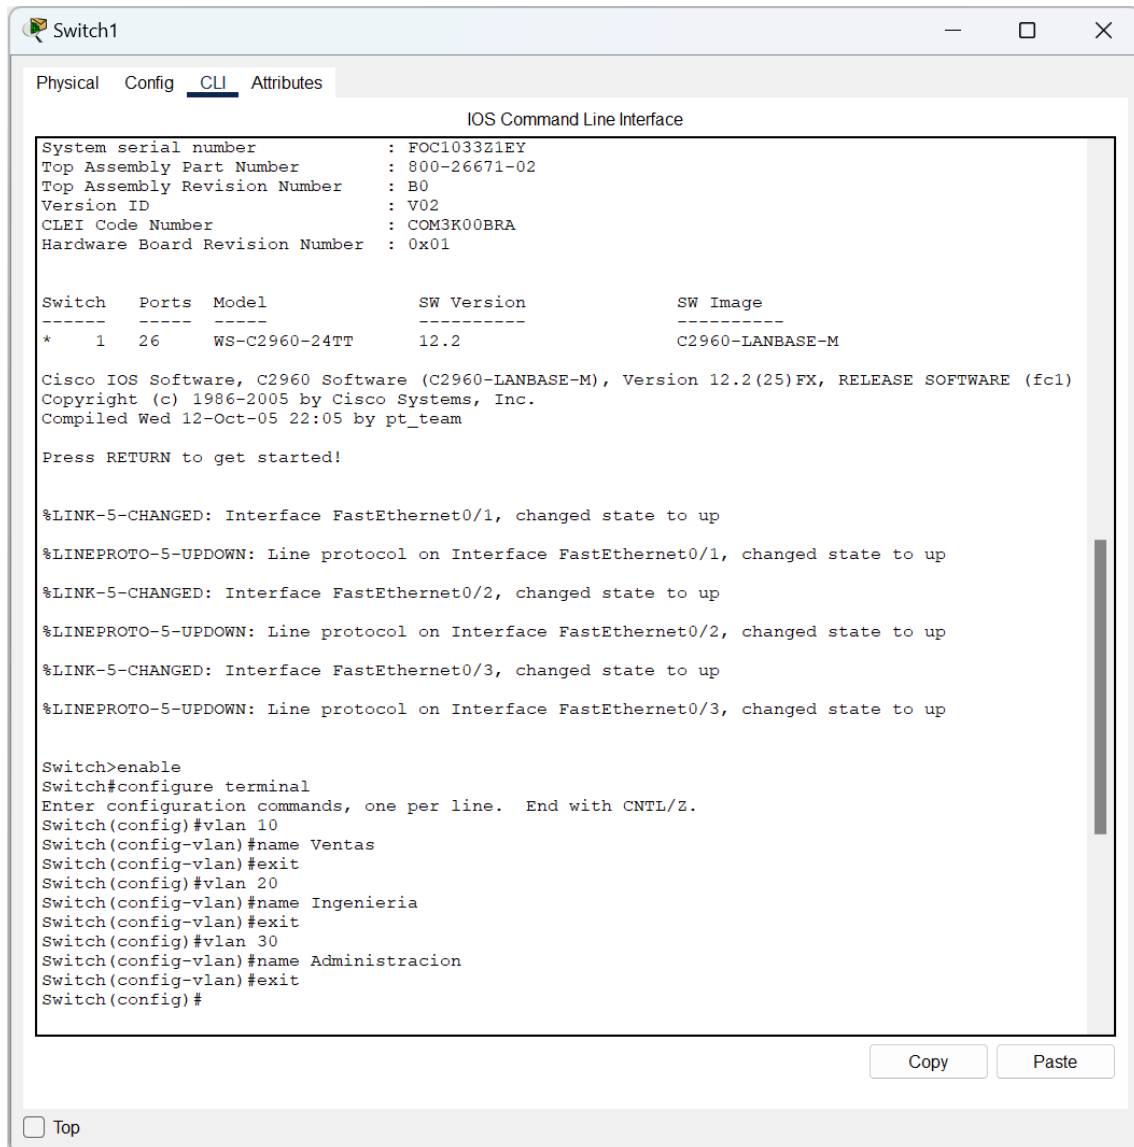 Switch1
Physical Config CLI Attributes
IOS Command Line Interface
System serial number : FOC1033Z1EY
Top Assembly Part Number : 800-26671-02
Top Assembly Revision Number : B0
Version ID : V02
CLEI Code Number : COM3K00BRA
Hardware Board Revision Number : 0x01
Switch Ports Model SW Version SW Image
------ ----- ----- ---------- ----------
* 1 26 WS-C2960-24TT 12.2 C2960-LANBASE-M
Cisco IOS Software, C2960 Software (C2960-LANBASE-M), Version 12.2(25)FX, RELEASE SOFTWARE (fc1)
Copyright (c) 1986-2005 by Cisco Systems, Inc.
Compiled Wed 12-Oct-05 22:05 by pt_team
Press RETURN to get started!
%LINK-5-CHANGED: Interface FastEthernet0/1, changed state to up
%LINEPROTO-5-UPDOWN: Line protocol on Interface FastEthernet0/1, changed state to up
%LINK-5-CHANGED: Interface FastEthernet0/2, changed state to up
%LINEPROTO-5-UPDOWN: Line protocol on Interface FastEthernet0/2, changed state to up
%LINK-5-CHANGED: Interface FastEthernet0/3, changed state to up
%LINEPROTO-5-UPDOWN: Line protocol on Interface FastEthernet0/3, changed state to up
Switch>enable
Switch#configure terminal
Enter configuration commands, one per line. End with CNTL/Z.
Switch(config)#vlan 10
Switch(config-vlan)#name Ventas
Switch(config-vlan)#exit
Switch(config)#vlan 20
Switch(config-vlan)#name Ingenieria
Switch(config-vlan)#exit
Switch(config)#vlan 30
Switch(config-vlan)#name Administracion
Switch(config-vlan)#exit
Switch(config)#
Copy Paste
Top